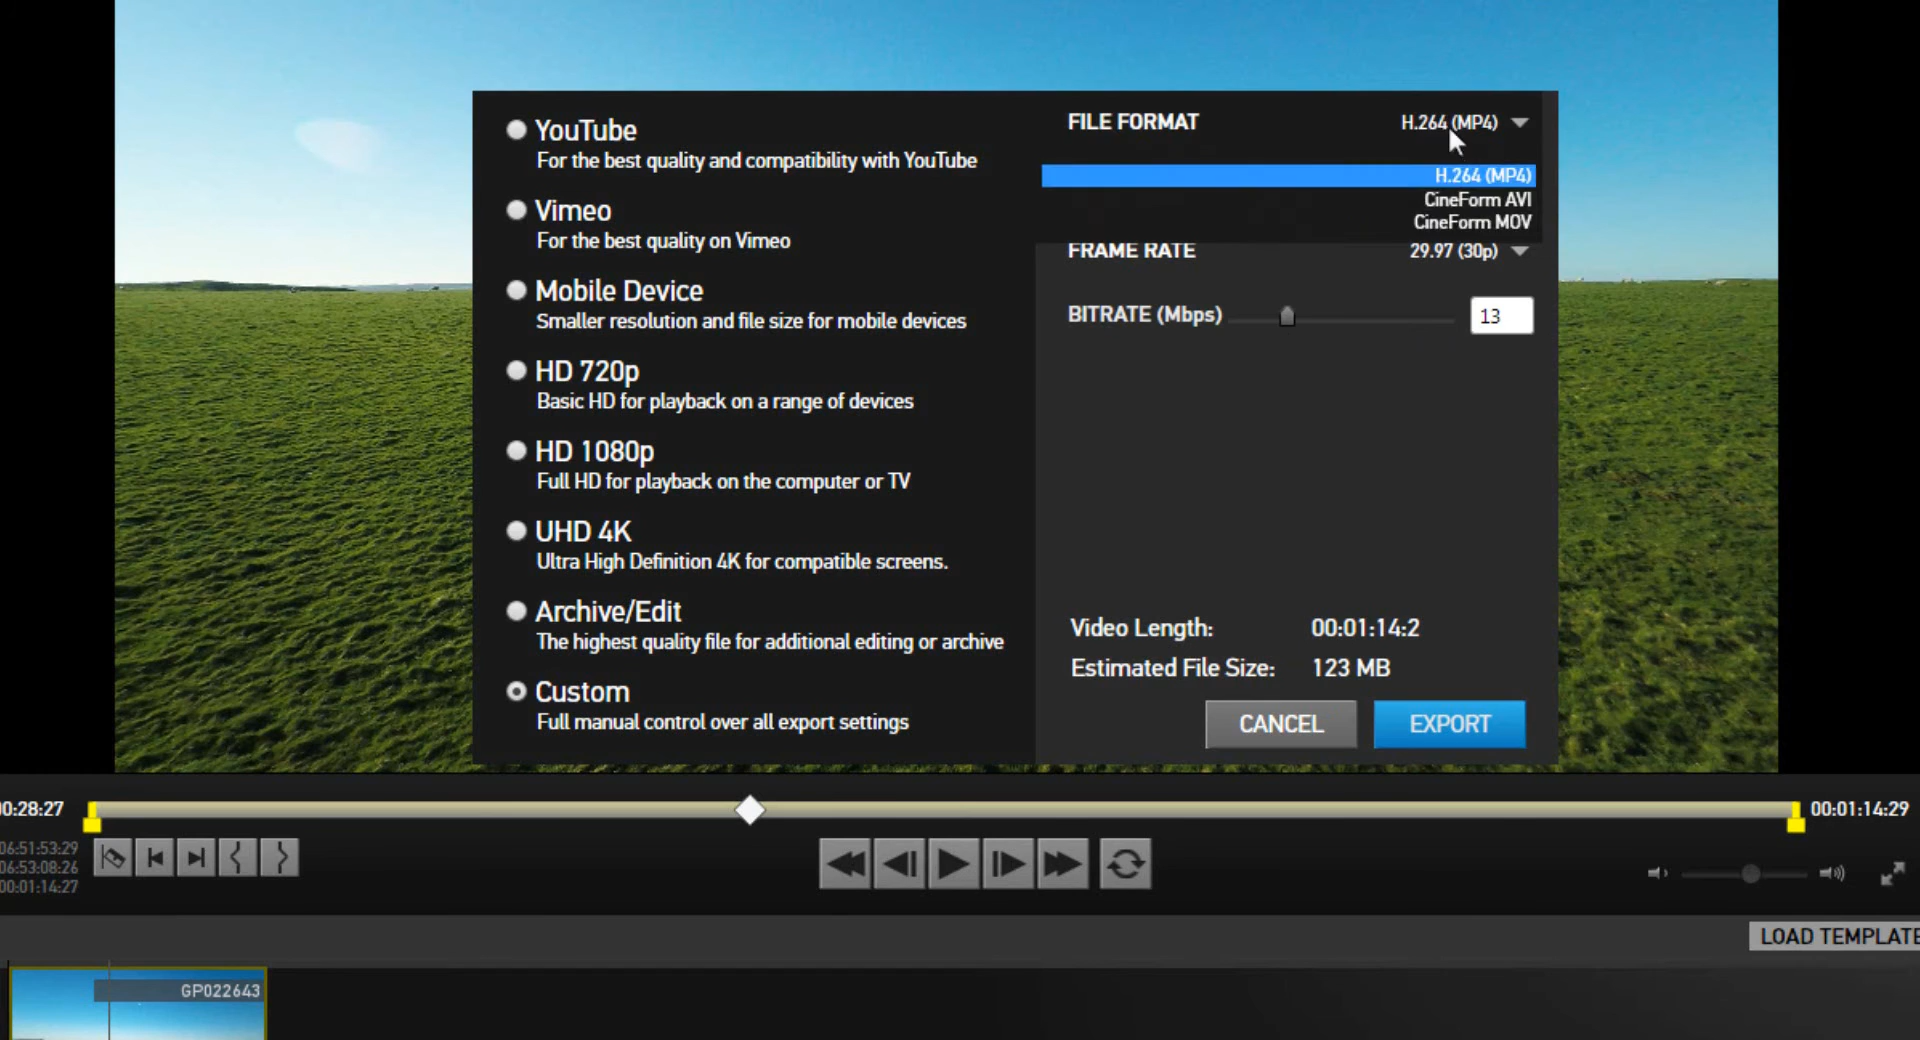 YouTube
For the best quality and compatibility with YouTube
Vimeo
For the best quality on Vimeo
Mobile Device
Smaller resolution and file size for mobile devices
HD 720p
Basic HD for playback on a range of devices
HD 1080p
Full HD for playback on the computer or TV
UHD 4K
Ultra High Definition 4K for compatible screens.
Archive/Edit
The highest quality file for additional editing or archive
Custom
Full manual control over all export settings
FILE FORMAT H.264 (MP4)
H.264 (MP4)
CineForm AVI
CineForm MOV
FRAME RATE 29.97 (30p)
BITRATE (Mbps) 13
Video Length: 00:01:14:2
Estimated File Size: 123 MB
CANCEL EXPORT
0:28:27 00:01:14:29
06:51:53:29
06:53:08:26
00:01:14:27
LOAD TEMPLATE
GP022643